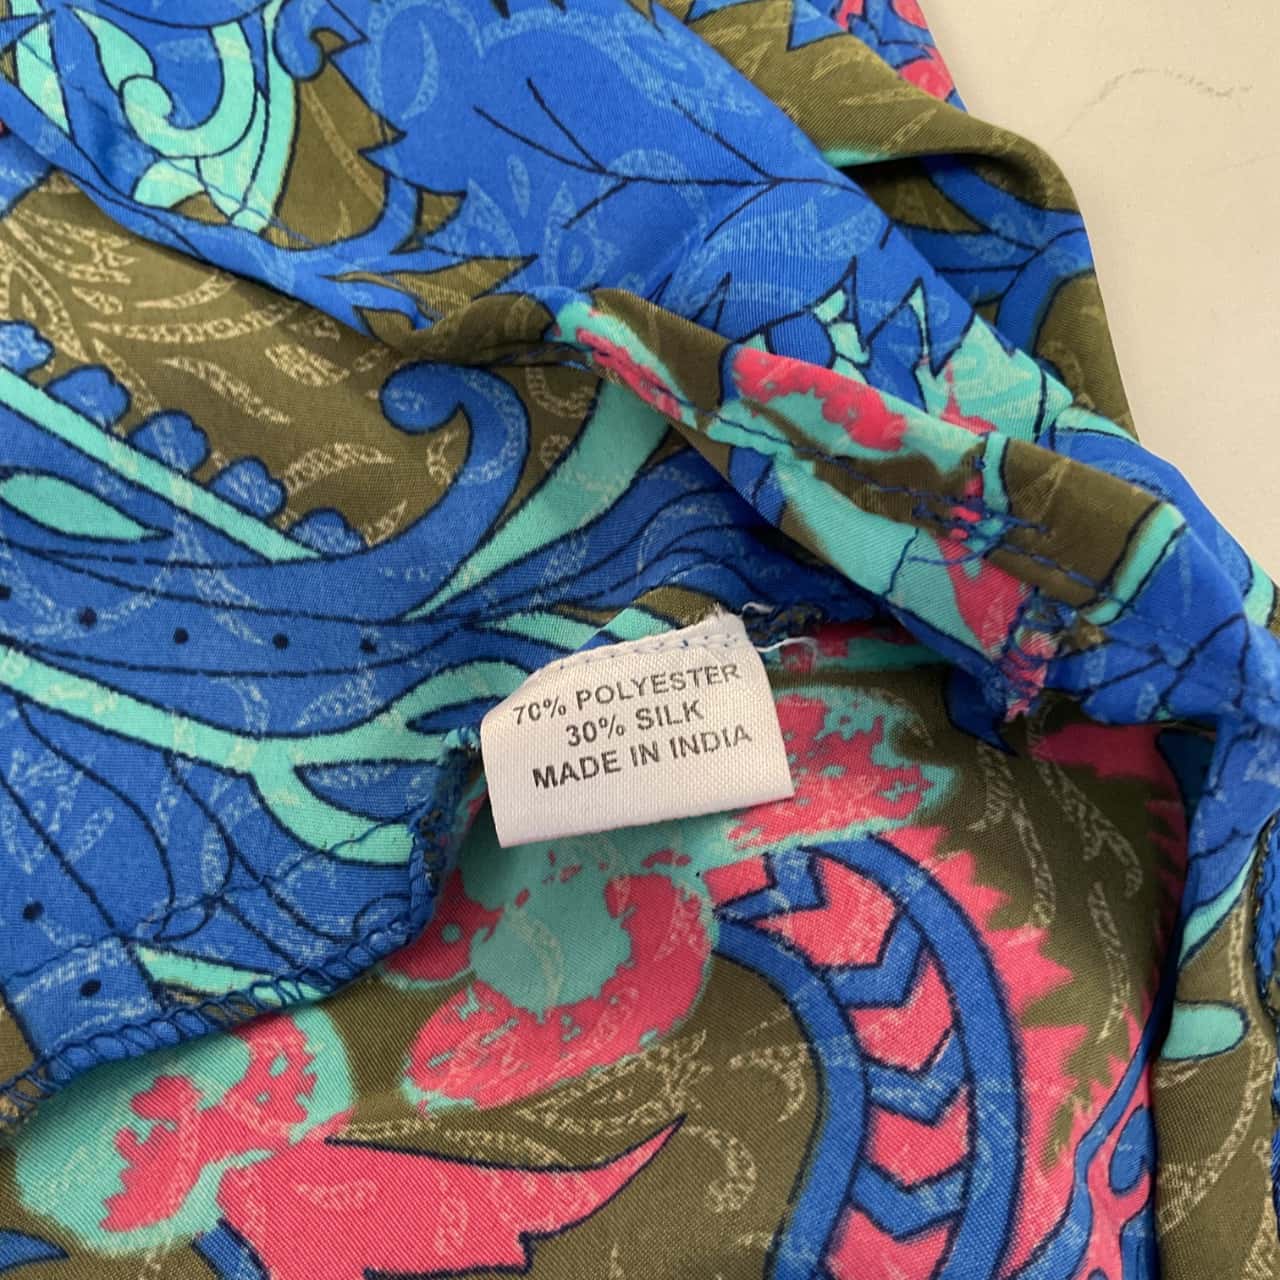 70% POLYESTER
30% SILK
MADE IN INDIA